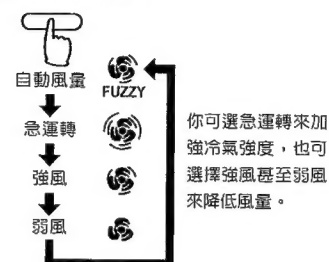 自動風量
FUZZY
急運轉
強風
弱風
你可選急運轉來加
強冷氣強度，也可
選擇強風甚至弱風
來降低風量。